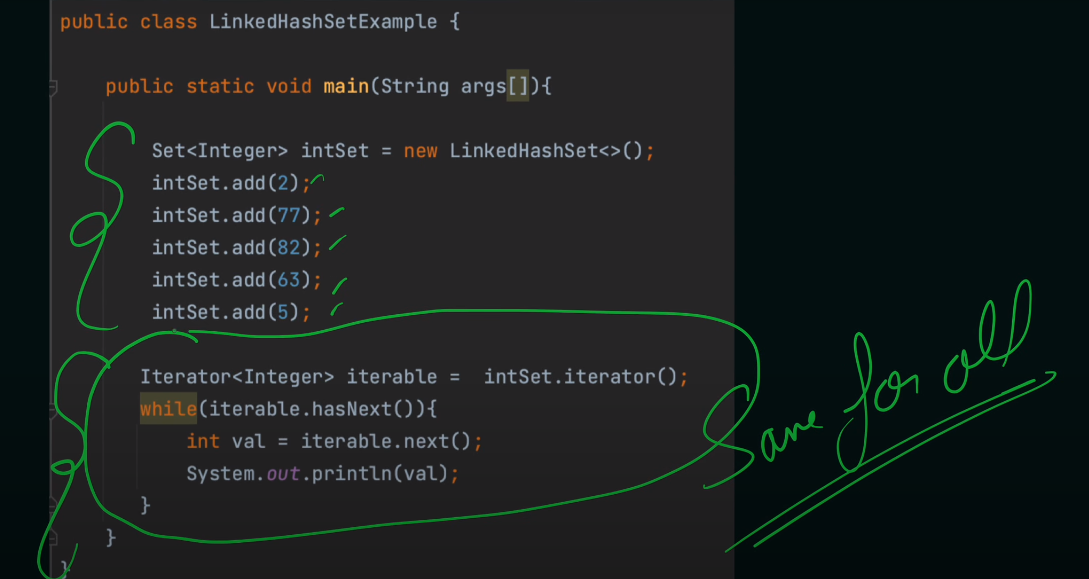 public class LinkedHashSetExample {
public static void main(String args[]){
Set<Integer> intSet = new LinkedHashSet<>();
intSet.add(2);
intSet.add(77);
intSet.add(82);
intSet.add(63);
intSet.add(5);
Iterator<Integer> iterable =  intSet.iterator();
while(iterable.hasNext()){
int val = iterable.next();
System.out.println(val);
}
}
}
Same for all